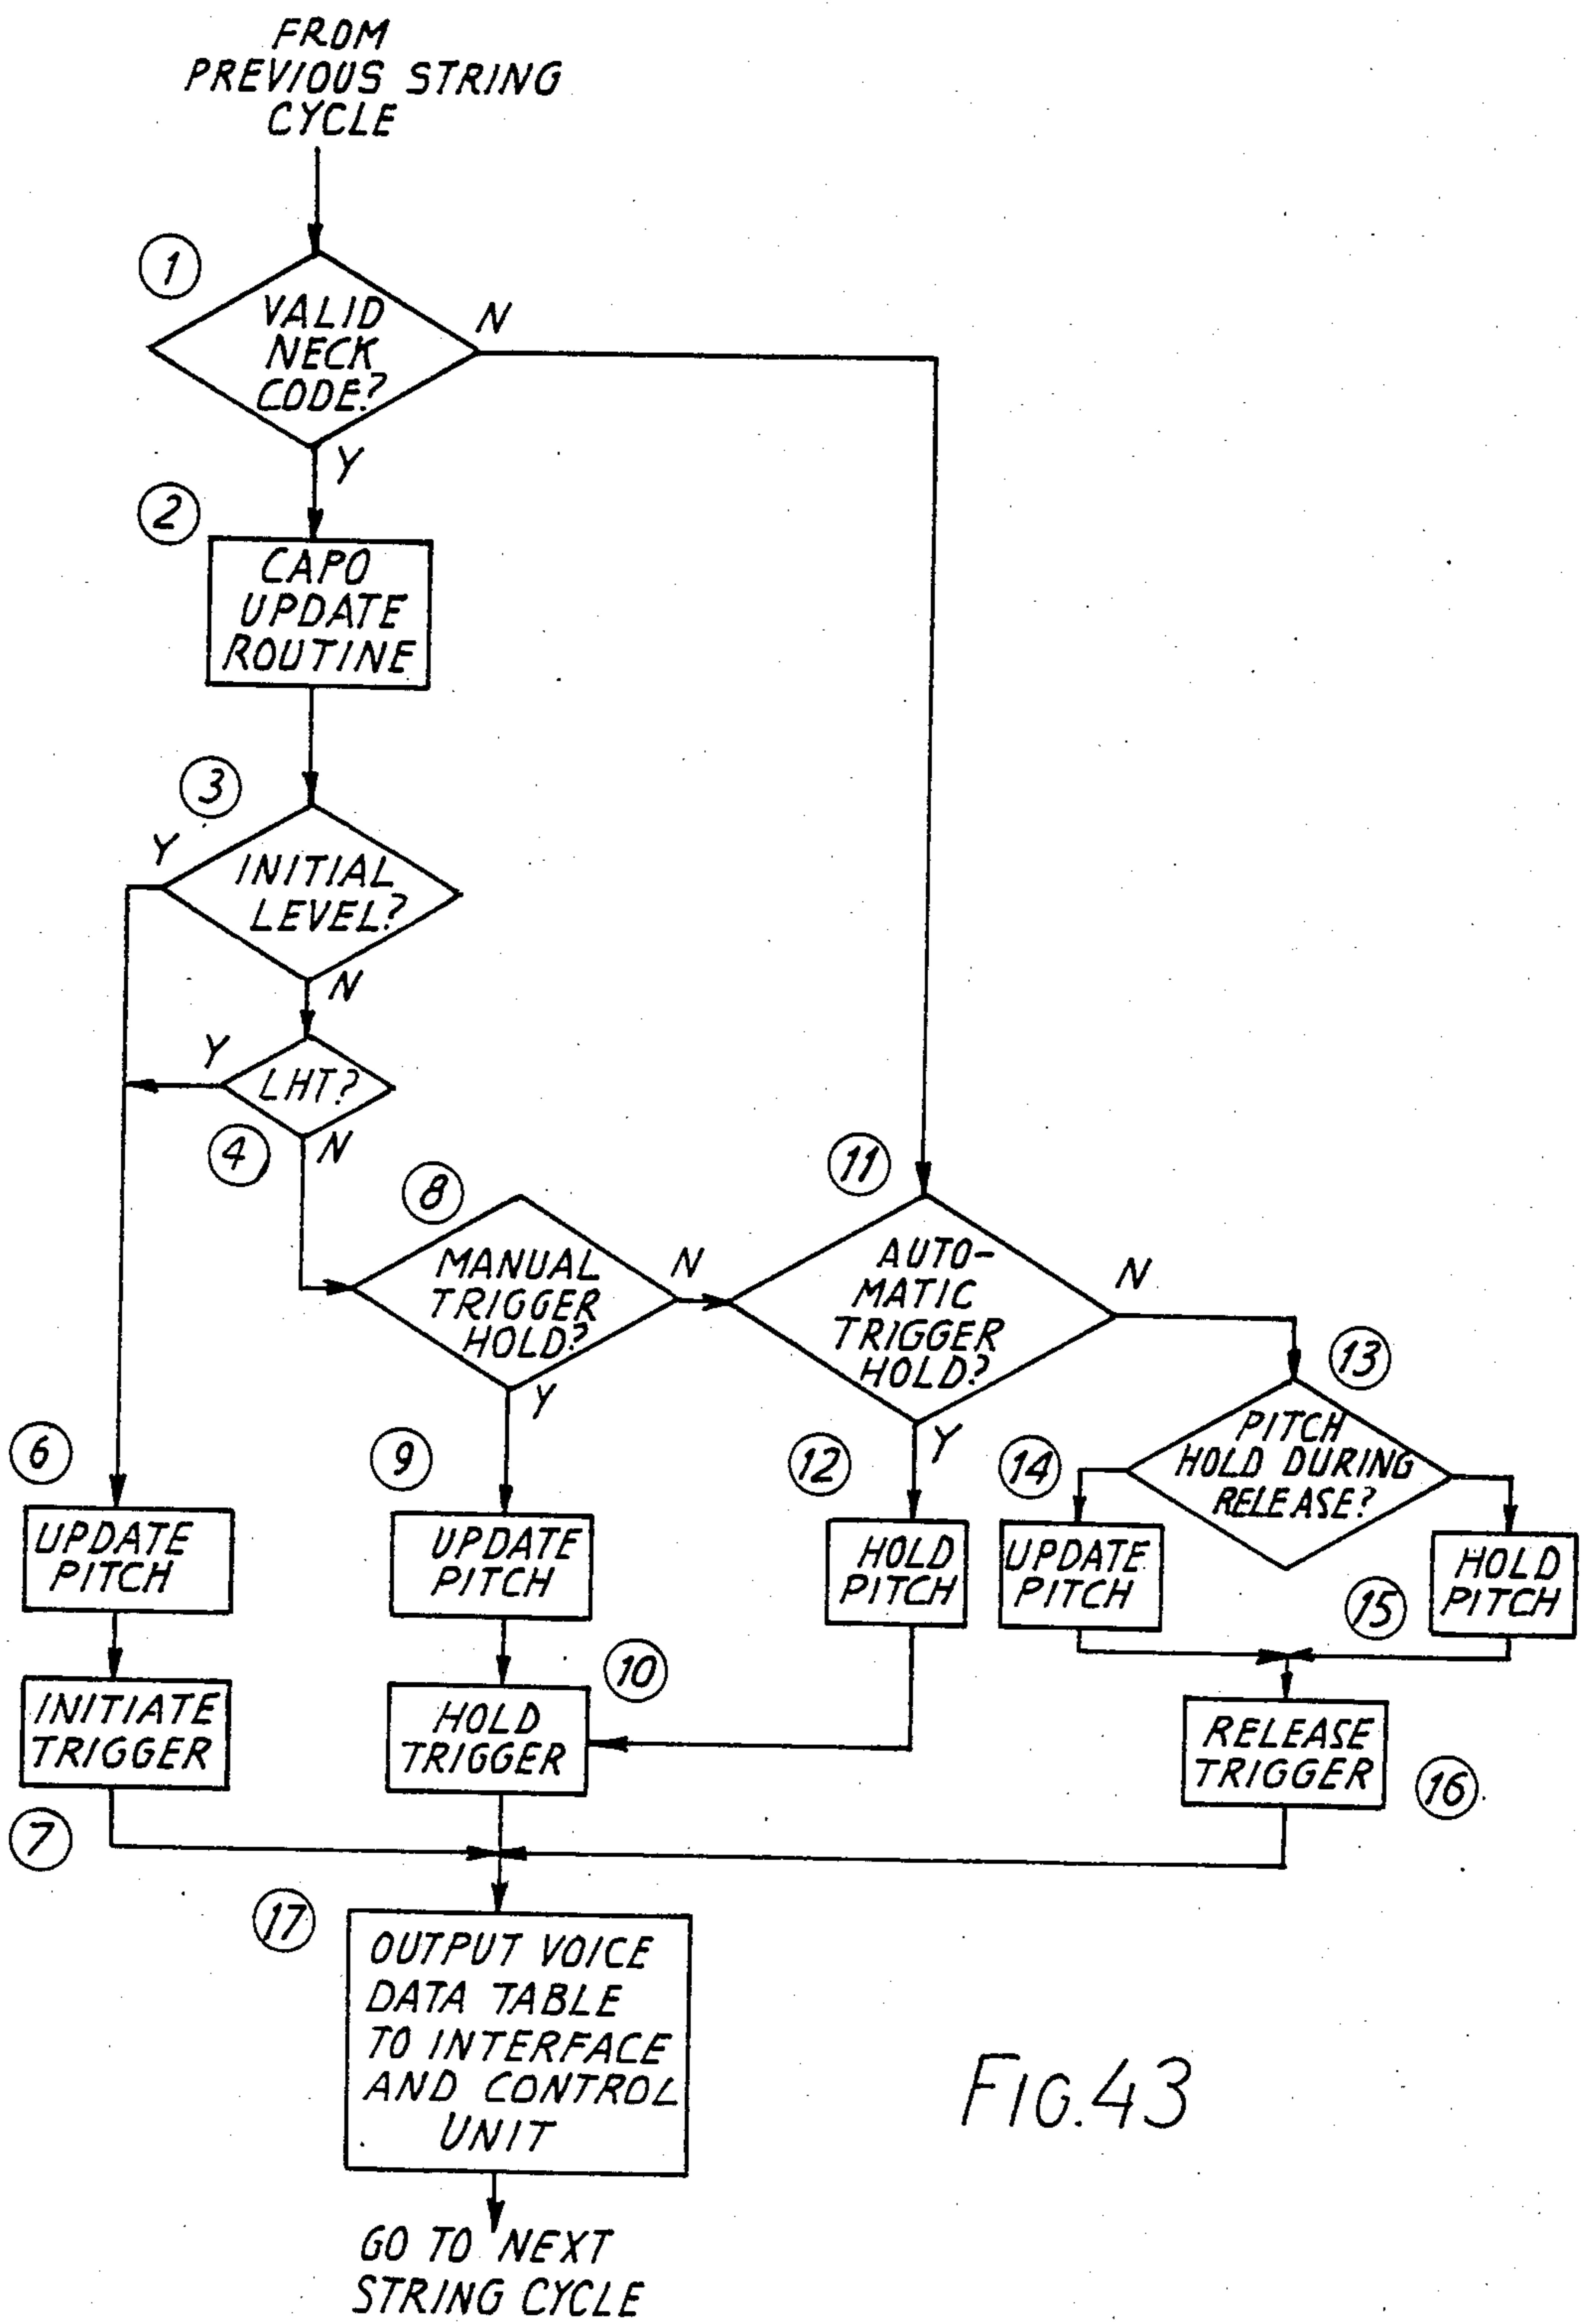 FROM
PREVIOUS STRING
CYCLE
1
VALID
NECK
CODE?
N
Y
2
CAPO
UPDATE
ROUTINE
3
Y
INITIAL
LEVEL?
N
Y
LHT?
4
N
8
MANUAL
TRIGGER
HOLD?
N
Y
11
AUTO-
MATIC
TRIGGER
HOLD?
N
Y
13
PITCH
HOLD DURING
RELEASE?
6
UPDATE
PITCH
9
UPDATE
PITCH
12
HOLD
PITCH
14
UPDATE
PITCH
15
HOLD
PITCH
INITIATE
TRIGGER
7
10
HOLD
TRIGGER
RELEASE
TRIGGER
16
17
OUTPUT VOICE
DATA TABLE
TO INTERFACE
AND CONTROL
UNIT
GO TO NEXT
STRING CYCLE
FIG.43